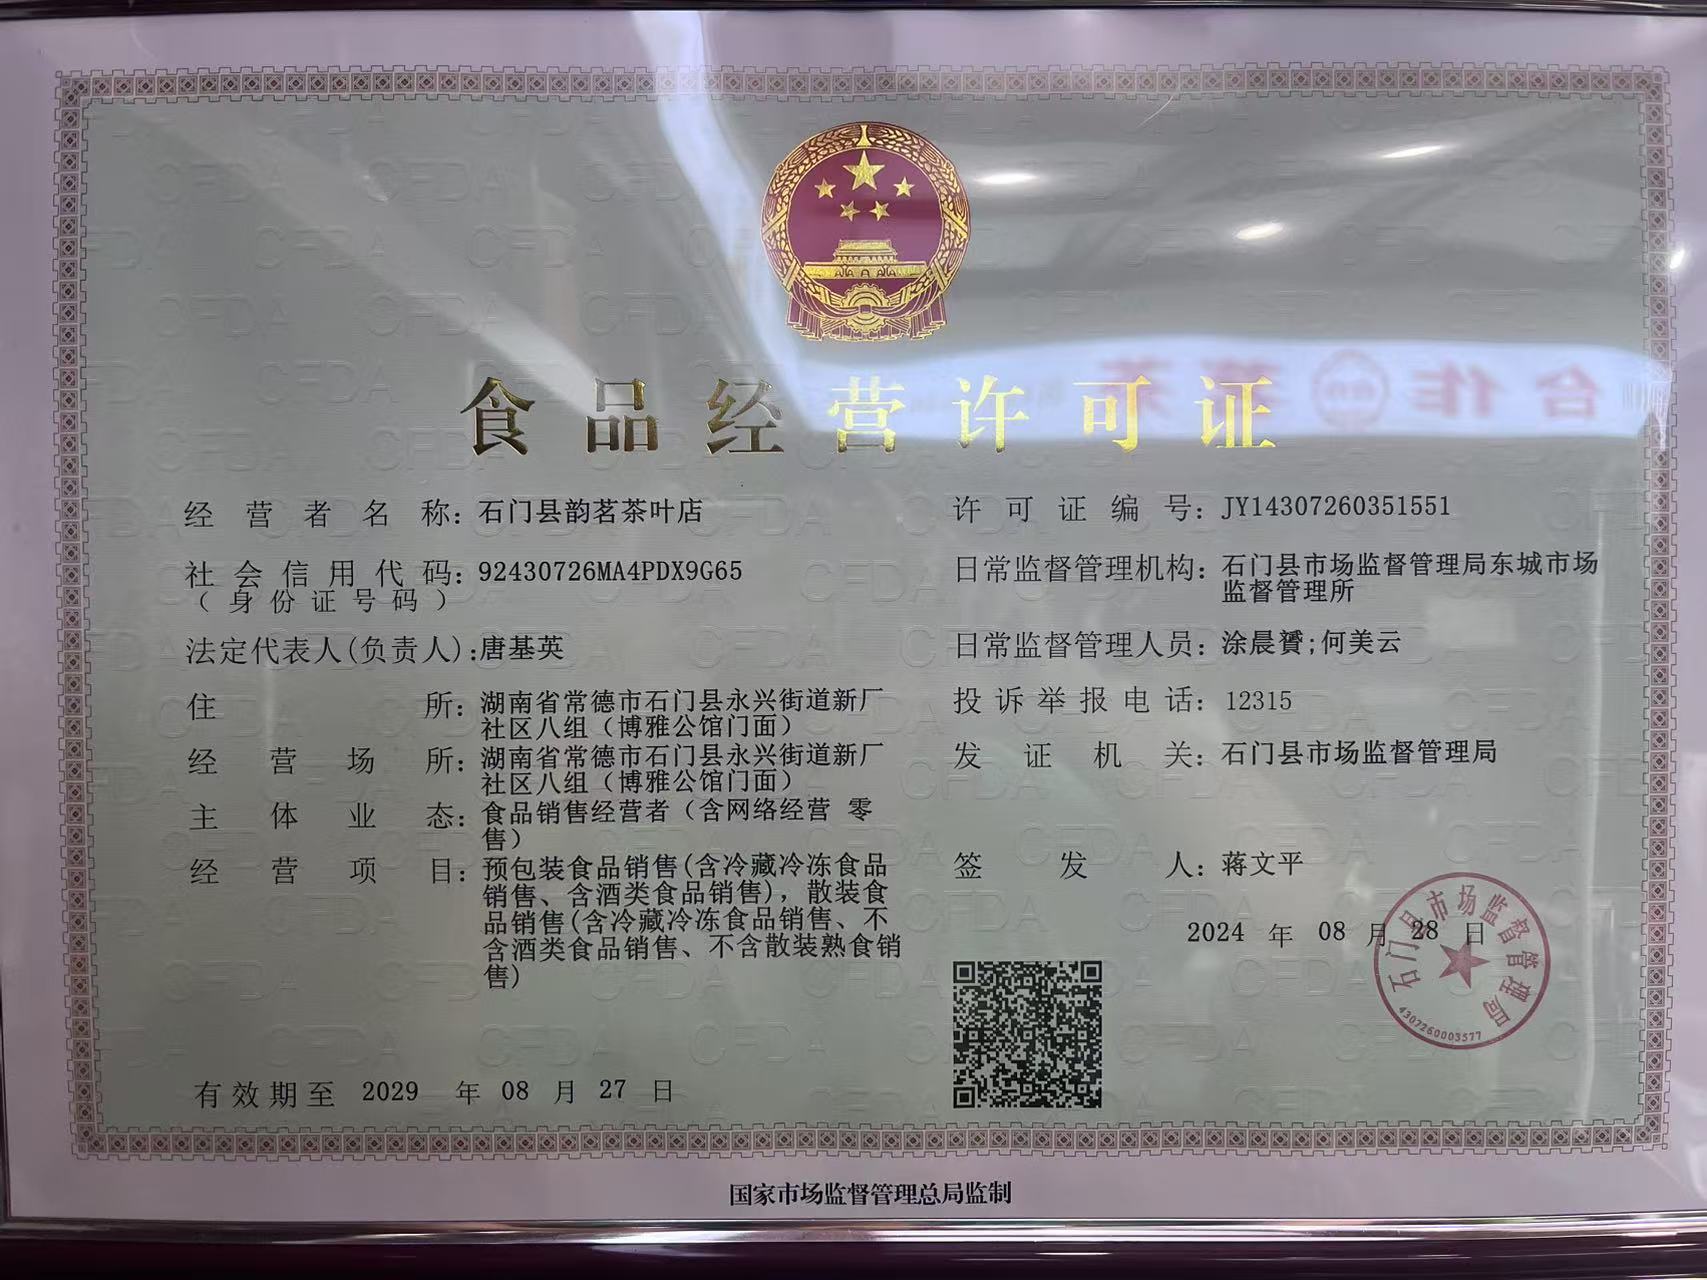 食品经营许可证
经营者名称：石门县韵茗茶叶店
社会信用代码：92430726MA4PDX9G65
（身份证号码）
法定代表人(负责人)：唐基英
住所：湖南省常德市石门县永兴街道新厂
社区八组（博雅公馆门面）
经营场所：湖南省常德市石门县永兴街道新厂
社区八组（博雅公馆门面）
主体业态：食品销售经营者（含网络经营 零
售）
经营项目：预包装食品销售(含冷藏冷冻食品
销售、含酒类食品销售)，散装食
品销售(含冷藏冷冻食品销售、不
含酒类食品销售、不含散装熟食销
售)
有效期至 2029 年 08 月 27 日
许可证编号：JY14307260351551
日常监督管理机构：石门县市场监督管理局东城市场
监督管理所
日常监督管理人员：涂晨赟;何美云
投诉举报电话：12315
发证机关：石门县市场监督管理局
签发人：蒋文平
2024 年 08 月 28 日
石门县市场监督管理局
4307260003577
国家市场监督管理总局监制
CFDA
合作